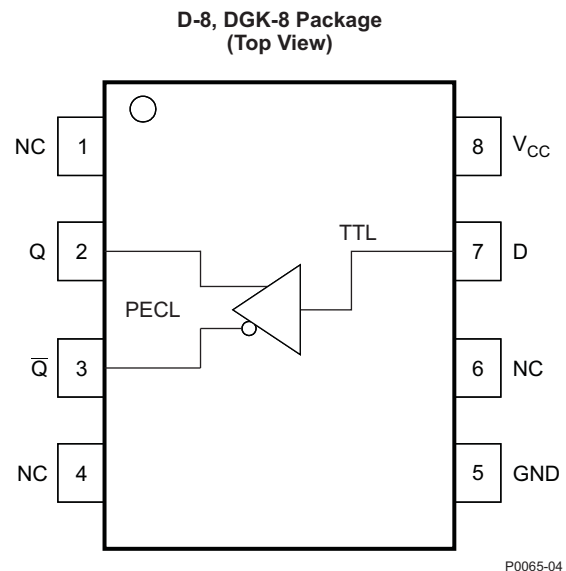 D-8, DGK-8 Package
(Top View)
NC 1
8 V_CC
Q 2
TTL
7 D
PECL
Q̅ 3
6 NC
NC 4
5 GND
P0065-04